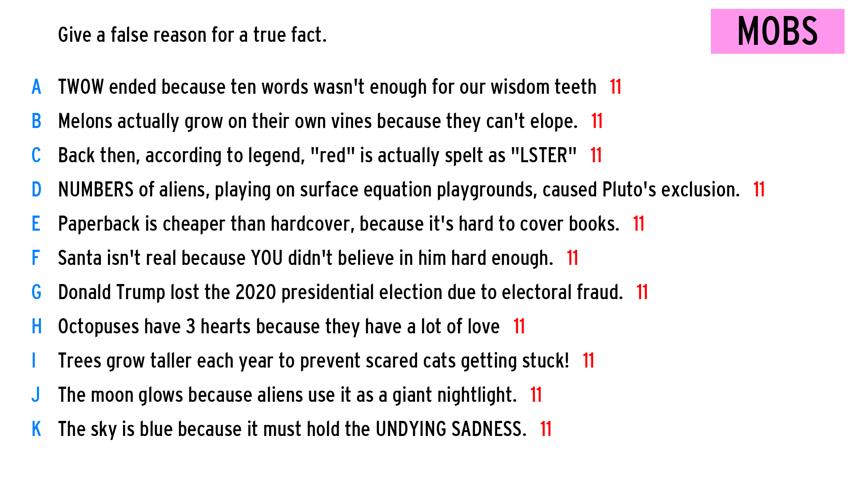 Give a false reason for a true fact.
MOBS
A TWOW ended because ten words wasn't enough for our wisdom teeth 11
B Melons actually grow on their own vines because they can't elope. 11
C Back then, according to legend, "red" is actually spelt as "LSTER" 11
D NUMBERS of aliens, playing on surface equation playgrounds, caused Pluto's exclusion. 11
E Paperback is cheaper than hardcover, because it's hard to cover books. 11
F Santa isn't real because YOU didn't believe in him hard enough. 11
G Donald Trump lost the 2020 presidential election due to electoral fraud. 11
H Octopuses have 3 hearts because they have a lot of love 11
I Trees grow taller each year to prevent scared cats getting stuck! 11
J The moon glows because aliens use it as a giant nightlight. 11
K The sky is blue because it must hold the UNDYING SADNESS. 11